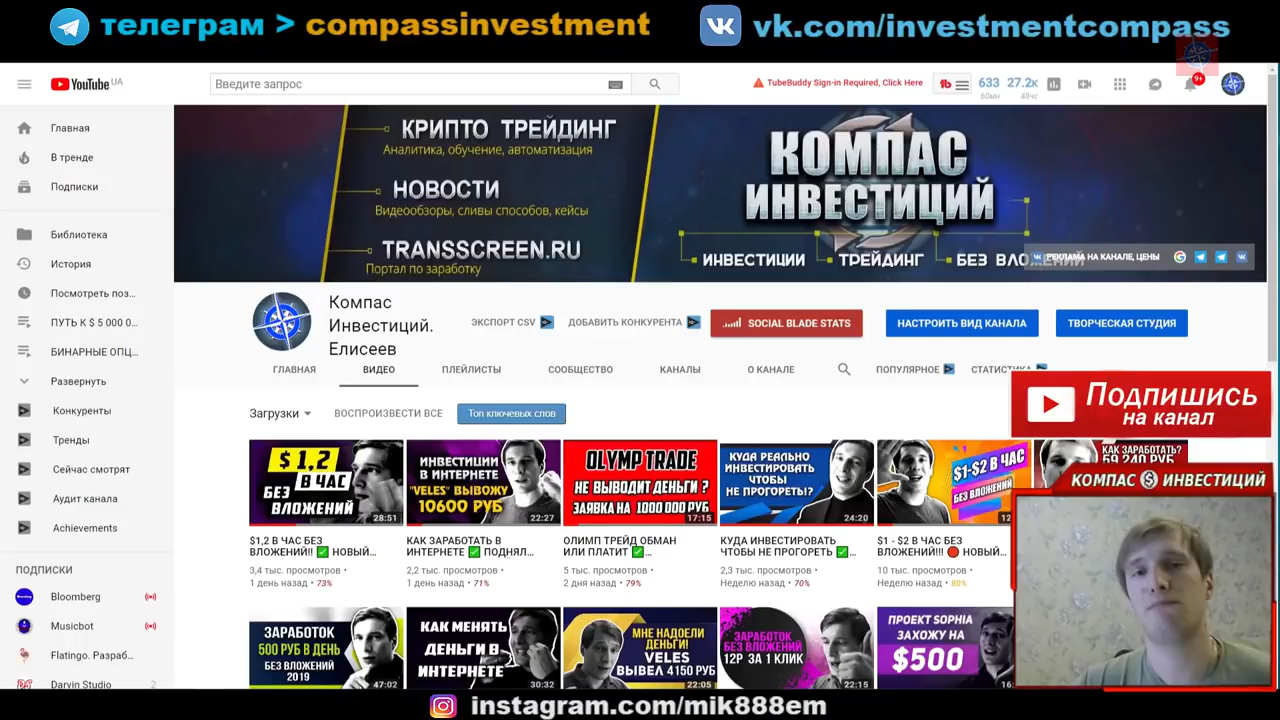 телеграм > compassinvestment
vk.com/investmentcompass
YouTube UA
Введите запрос
TubeBuddy Sign-in Required, Click Here
tb
633
60мн
27.2к
48чс
9+
Главная
В тренде
Подписки
Библиотека
История
Посмотреть поз...
ПУТЬ К $ 5 000 0...
БИНАРНЫЕ ОПЦ...
Развернуть
Конкуренты
Тренды
Сейчас смотрят
Аудит канала
Achievements
ПОДПИСКИ
Bloomberg
Musicbot
Flatingo. Разраб...
Darvin Studio 2
КРИПТО ТРЕЙДИНГ
Аналитика, обучение, автоматизация
НОВОСТИ
Видеообзоры, сливы способов, кейсы
TRANSSCREEN.RU
Портал по заработку
КОМПАС
ИНВЕСТИЦИЙ
ИНВЕСТИЦИИ
ТРЕЙДИНГ
БЕЗ ВЛОЖЕНИЙ
РЕКЛАМА НА КАНАЛЕ, ЦЕНЫ
Компас
Инвестиций.
Елисеев
ЭКСПОРТ CSV
ДОБАВИТЬ КОНКУРЕНТА
SOCIAL BLADE STATS
НАСТРОИТЬ ВИД КАНАЛА
ТВОРЧЕСКАЯ СТУДИЯ
ГЛАВНАЯ
ВИДЕО
ПЛЕЙЛИСТЫ
СООБЩЕСТВО
КАНАЛЫ
О КАНАЛЕ
ПОПУЛЯРНОЕ
СТАТИСТИКА
Загрузки
ВОСПРОИЗВЕСТИ ВСЕ
Топ ключевых слов
Подпишись
на канал
$ 1,2
В ЧАС
БЕЗ
ВЛОЖЕНИЙ
28:51
ИНВЕСТИЦИИ
В ИНТЕРНЕТЕ
"VELES" ВЫВОЖУ
10600 РУБ
22:27
OLYMP TRADE
НЕ ВЫВОДИТ ДЕНЬГИ ?
ЗАЯВКА НА 1000 000 РУБ
17:15
КУДА РЕАЛЬНО
ИНВЕСТИРОВАТЬ
ЧТОБЫ
НЕ ПРОГОРЕТЬ!?
24:20
$1-$2 В ЧАС
БЕЗ ВЛОЖЕНИЙ
12
КАК ЗАРАБОТАТЬ?
59 240 РУБ
КОМПАС $ ИНВЕСТИЦИЙ
$1,2 В ЧАС БЕЗ
ВЛОЖЕНИЙ!! НОВЫЙ...
3,4 тыс. просмотров •
1 день назад • 73%
КАК ЗАРАБОТАТЬ В
ИНТЕРНЕТЕ ПОДНЯЛ...
2,2 тыс. просмотров •
1 день назад • 71%
ОЛИМП ТРЕЙД ОБМАН
ИЛИ ПЛАТИТ ...
5 тыс. просмотров •
2 дня назад • 79%
КУДА ИНВЕСТИРОВАТЬ
ЧТОБЫ НЕ ПРОГОРЕТЬ ...
2,3 тыс. просмотров •
Неделю назад • 70%
$1 - $2 В ЧАС БЕЗ
ВЛОЖЕНИЙ!!! НОВЫЙ...
10 тыс. просмотров •
Неделю назад • 80%
ЗАРАБОТОК
500 РУБ В ДЕНЬ
БЕЗ ВЛОЖЕНИЙ
2019
47:02
КАК МЕНЯТЬ
ДЕНЬГИ В
ИНТЕРНЕТЕ
30:32
МНЕ НАДОЕЛИ
ДЕНЬГИ!
VELES
ВЫВЕЛ 4150 РУБ
22:05
ЗАРАБОТОК
БЕЗ ВЛОЖЕНИЙ
12Р ЗА 1 КЛИК
22:15
ПРОЕКТ SOPHIA
ЗАХОЖУ НА
$500
16:
instagram.com/mik888em